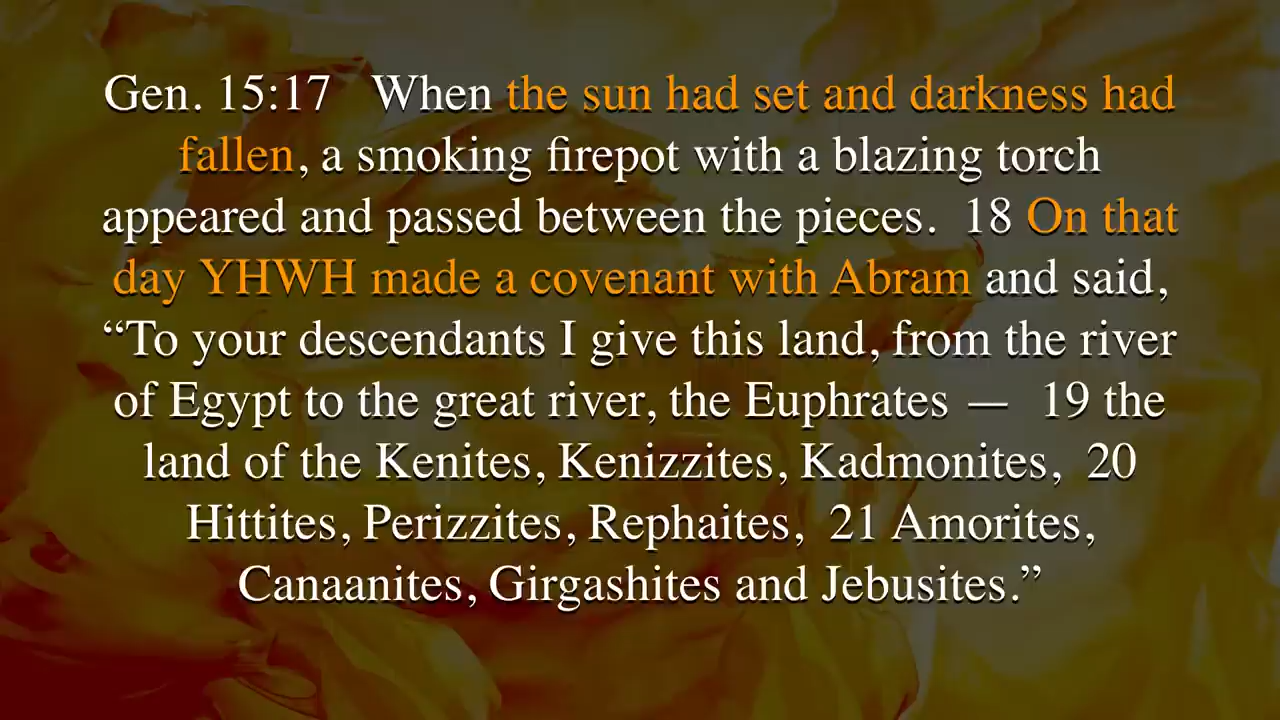 Gen. 15:17 When the sun had set and darkness had
fallen, a smoking firepot with a blazing torch
appeared and passed between the pieces. 18 On that
day YHWH made a covenant with Abram and said,
“To your descendants I give this land, from the river
of Egypt to the great river, the Euphrates — 19 the
land of the Kenites, Kenizzites, Kadmonites, 20
Hittites, Perizzites, Rephaites, 21 Amorites,
Canaanites, Girgashites and Jebusites.”